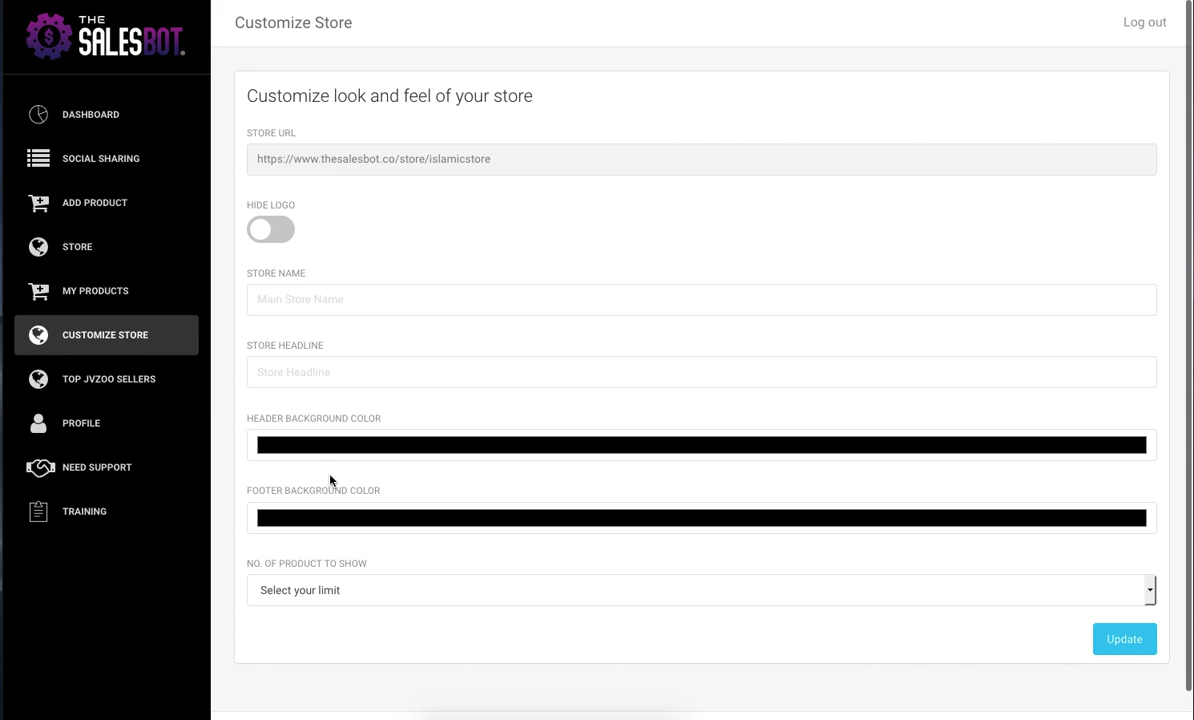 THE
SALESBOT.
DASHBOARD
SOCIAL SHARING
ADD PRODUCT
STORE
MY PRODUCTS
CUSTOMIZE STORE
TOP JVZOO SELLERS
PROFILE
NEED SUPPORT
TRAINING
Customize Store
Log out
Customize look and feel of your store
STORE URL
https://www.thesalesbot.co/store/islamicstore
HIDE LOGO
STORE NAME
Main Store Name
STORE HEADLINE
Store Headline
HEADER BACKGROUND COLOR
FOOTER BACKGROUND COLOR
NO. OF PRODUCT TO SHOW
Select your limit
Update